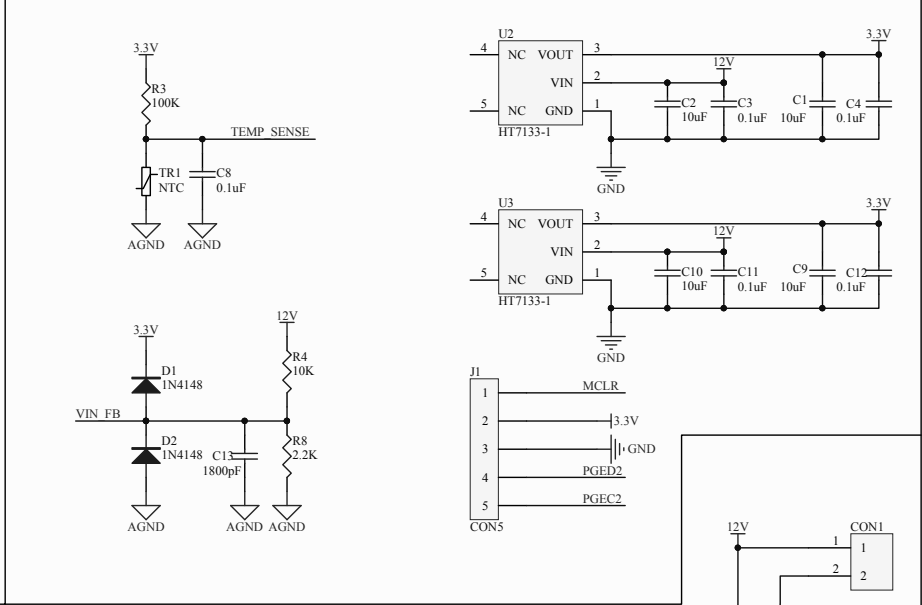 3.3V
R3
100K
TEMP_SENSE
TR1
NTC
C8
0.1uF
AGND
AGND
U2
4
NC
VOUT
3
3.3V
VIN
2
12V
5
NC
GND
1
HT7133-1
C2
10uF
C3
0.1uF
C1
10uF
C4
0.1uF
GND
U3
4
NC
VOUT
3
3.3V
VIN
2
12V
5
NC
GND
1
HT7133-1
C10
10uF
C11
0.1uF
C9
10uF
C12
0.1uF
GND
3.3V
12V
D1
1N4148
R4
10K
VIN_FB
D2
1N4148
C13
1800pF
R8
2.2K
AGND
AGND
AGND
J1
1
MCLR
2
3.3V
3
GND
4
PGED2
5
PGEC2
CON5
12V
CON1
1
1
2
2